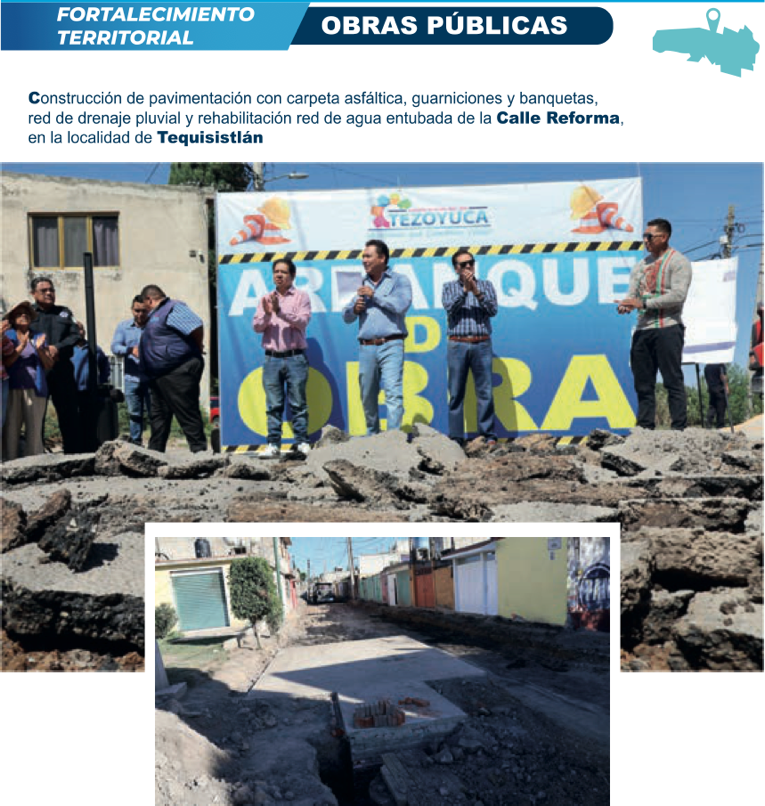 FORTALECIMIENTO
TERRITORIAL
OBRAS PÚBLICAS
Construcción de pavimentación con carpeta asfáltica, guarniciones y banquetas,
red de drenaje pluvial y rehabilitación red de agua entubada de la Calle Reforma,
en la localidad de Tequisistlán
TEZOYUCA
ARRANQUE
D
OBRA